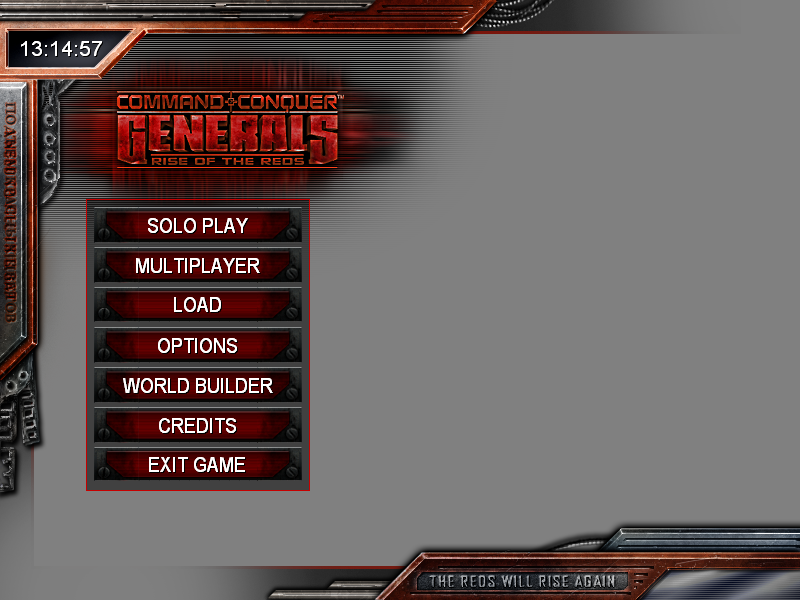 13:14:57
COMMAND & CONQUER™
GENERALS
RISE OF THE REDS
SOLO PLAY
MULTIPLAYER
LOAD
OPTIONS
WORLD BUILDER
CREDITS
EXIT GAME
THE REDS WILL RISE AGAIN